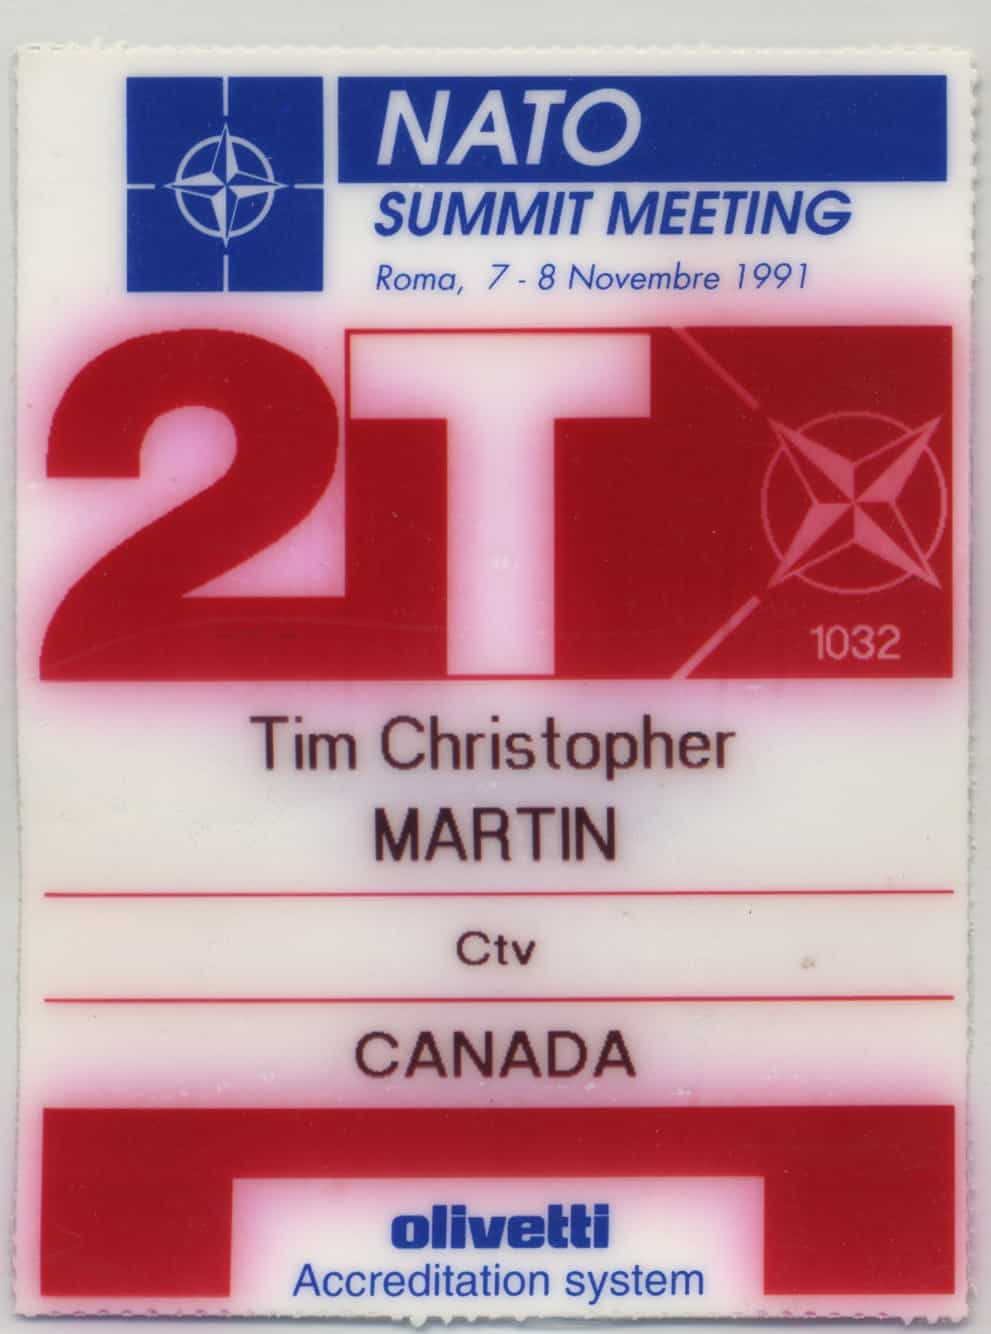 NATO
SUMMIT MEETING
Roma, 7 - 8 Novembre 1991
2T
1032
Tim Christopher
MARTIN
Ctv
CANADA
olivetti
Accreditation system